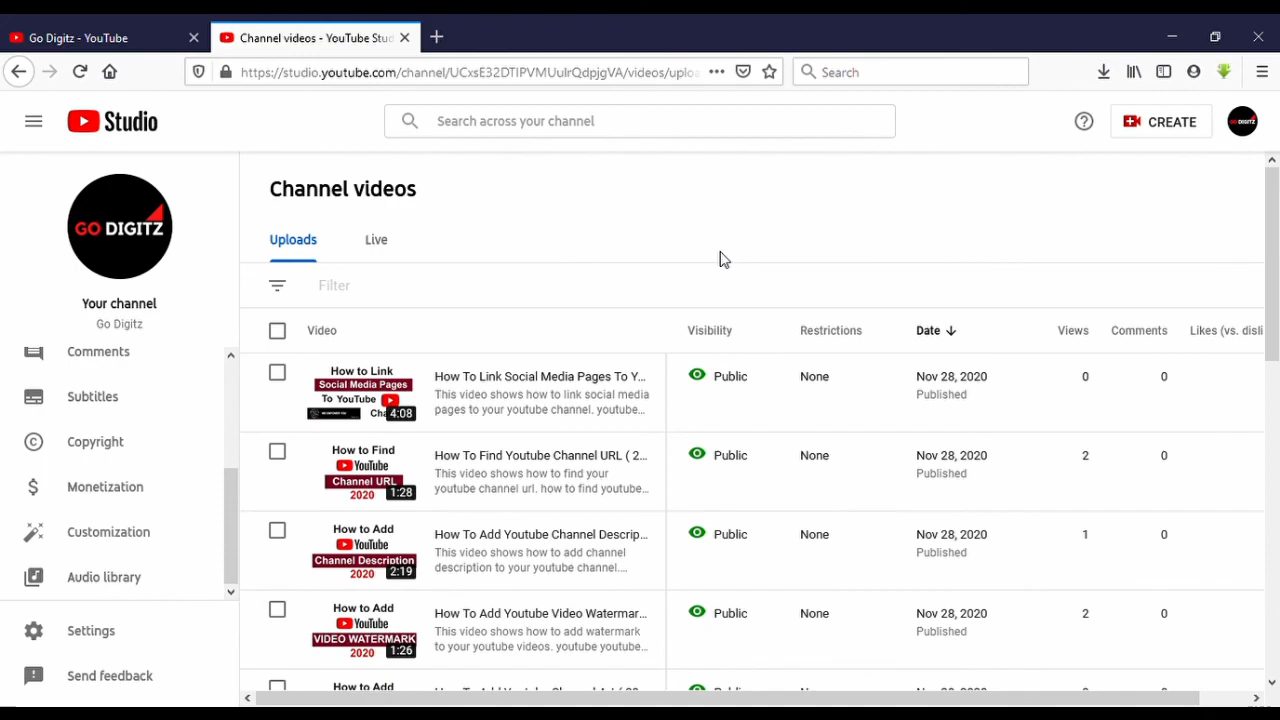 Go Digitz - YouTube
Channel videos - YouTube Stud
https://studio.youtube.com/channel/UCxsE32DTIPVMUuIrQdpjgVA/videos/uploa
Search
Studio
Search across your channel
CREATE
GO DIGITZ
GO DIGITZ
Your channel
Go Digitz
Comments
Subtitles
Copyright
Monetization
Customization
Audio library
Settings
Send feedback
Channel videos
Uploads
Live
Filter
Video
Visibility
Restrictions
Date
Views
Comments
Likes (vs. disli
How to Link
Social Media Pages
To YouTube
Cha
4:08
How To Link Social Media Pages To Y...
This video shows how to link social media
pages to your youtube channel. youtube...
Public
None
Nov 28, 2020
Published
0
0
How to Find
YouTube
Channel URL
2020
1:28
How To Find Youtube Channel URL ( 2...
This video shows how to find your
youtube channel url. how to find youtube...
Public
None
Nov 28, 2020
Published
2
0
How to Add
YouTube
Channel Description
2020
2:19
How To Add Youtube Channel Descrip...
This video shows how to add channel
description to your youtube channel....
Public
None
Nov 28, 2020
Published
1
0
How to Add
YouTube
VIDEO WATERMARK
2020
1:26
How To Add Youtube Video Watermar...
This video shows how to add watermark
to your youtube videos. youtube youtube...
Public
None
Nov 28, 2020
Published
2
0
How to Add